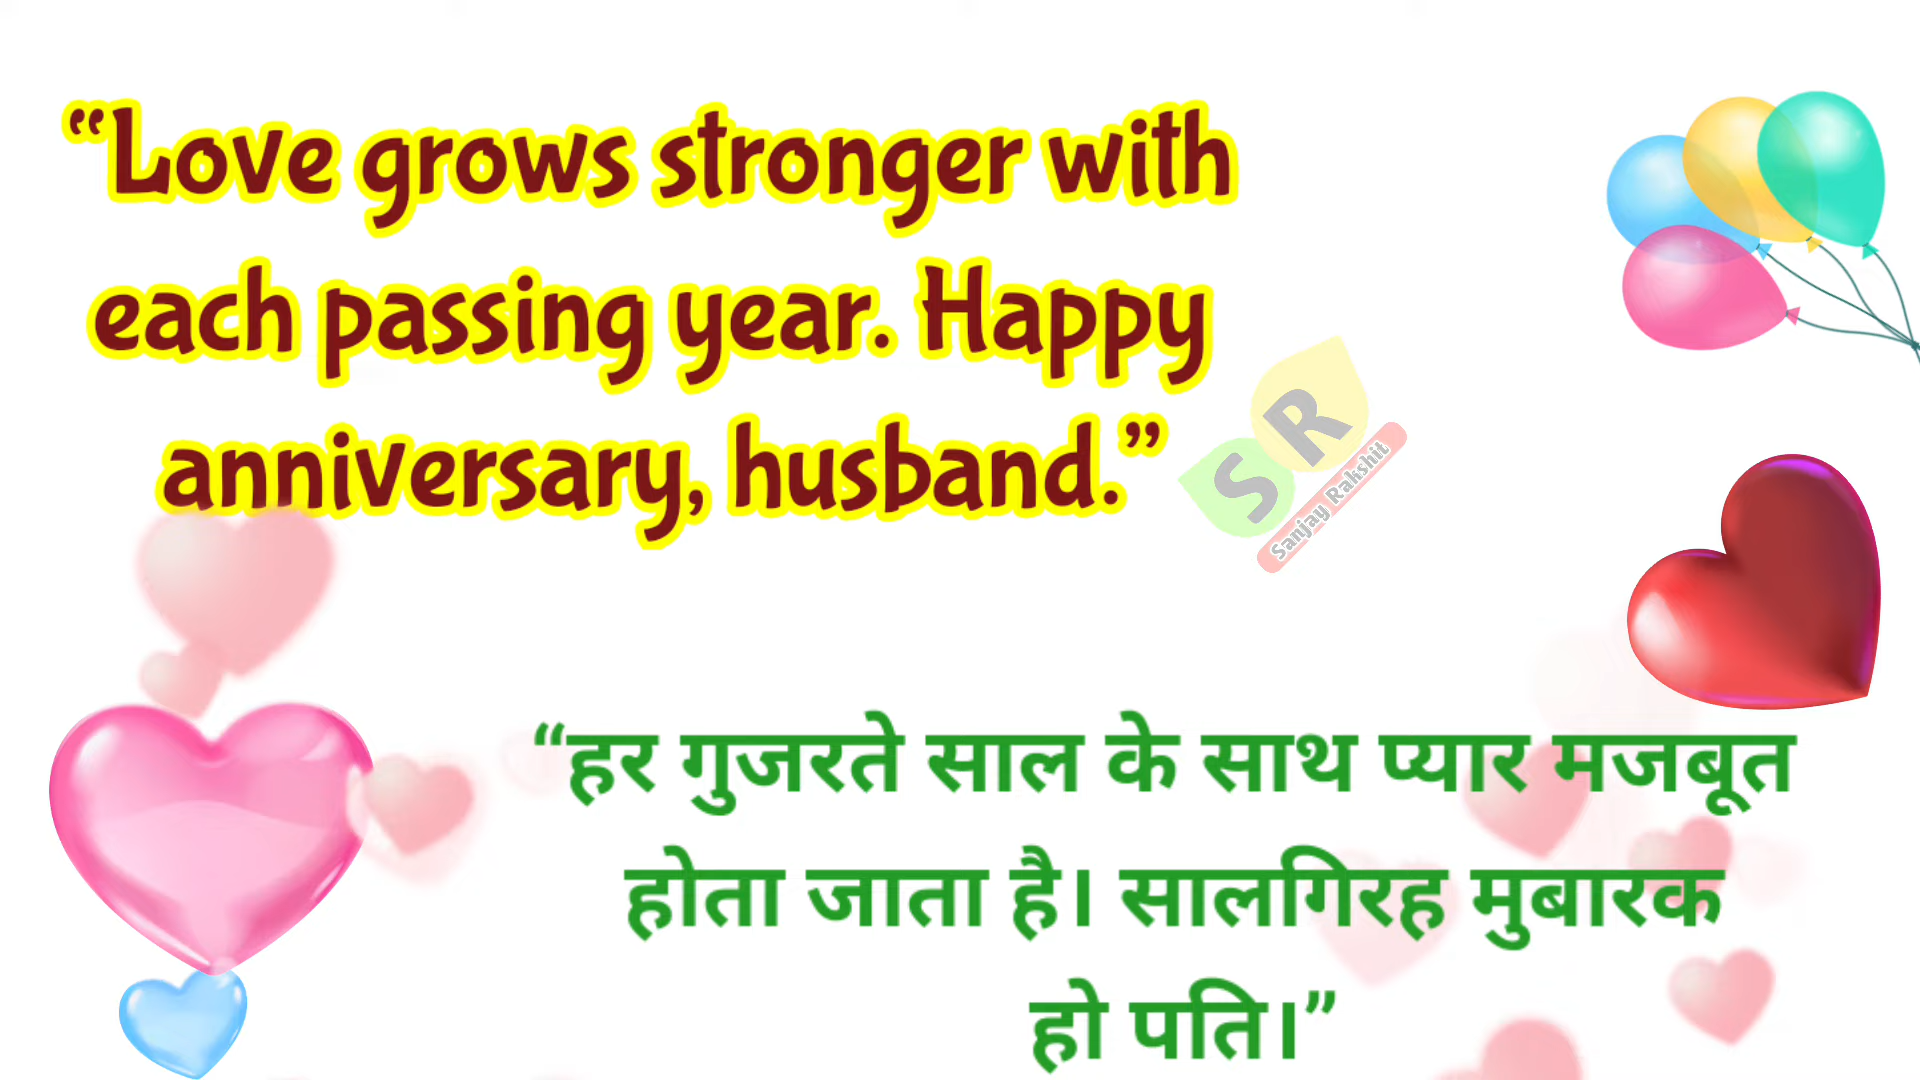 “Love grows stronger with
each passing year. Happy
anniversary, husband.”
S R
Sanjay Rakshit
“हर गुजरते साल के साथ प्यार मजबूत
होता जाता है। सालगिरह मुबारक
हो पति।”